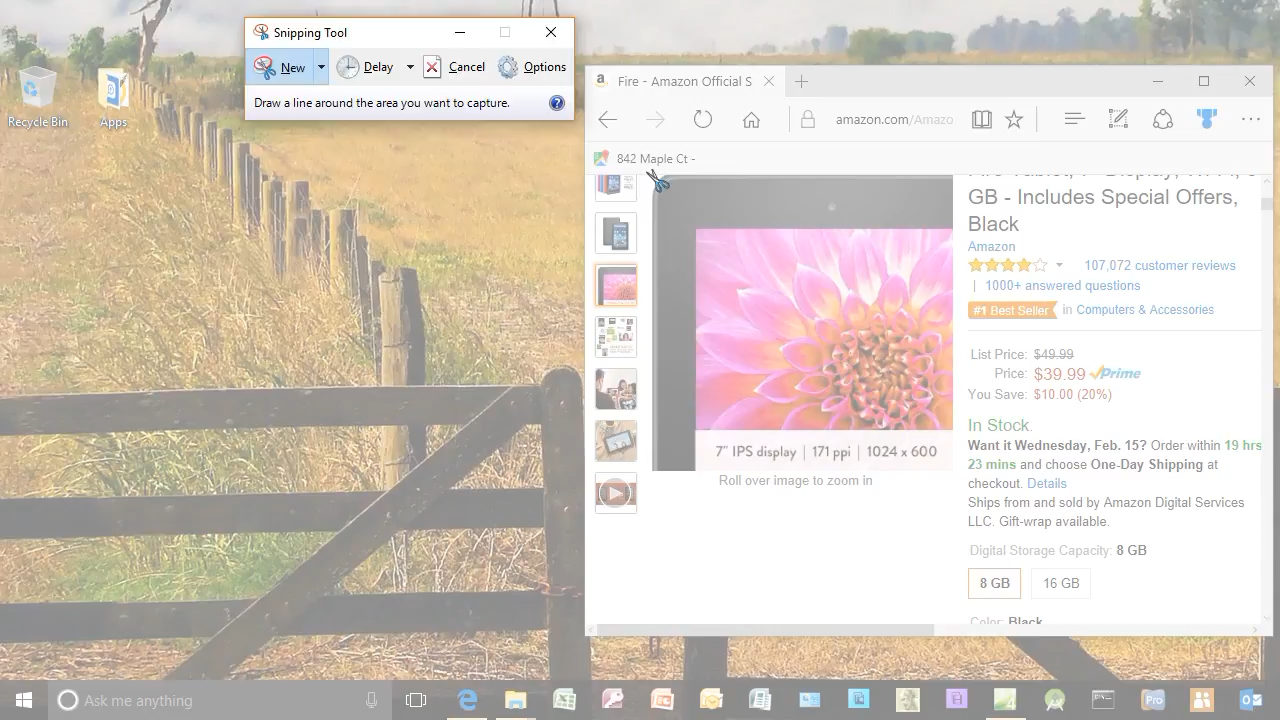 Snipping Tool
New
Delay
Cancel
Options
Draw a line around the area you want to capture.
Recycle Bin
Apps
Fire - Amazon Official S
amazon.com/Amazo
842 Maple Ct -
GB - Includes Special Offers,
Black
Amazon
107,072 customer reviews
| 1000+ answered questions
#1 Best Seller in Computers & Accessories
List Price: $49.99
Price: $39.99 Prime
You Save: $10.00 (20%)
In Stock.
Want it Wednesday, Feb. 15? Order within 19 hrs
23 mins and choose One-Day Shipping at
checkout. Details
Ships from and sold by Amazon Digital Services
LLC. Gift-wrap available.
Digital Storage Capacity: 8 GB
8 GB
16 GB
Color: Black
7" IPS display | 171 ppi | 1024 x 600
Roll over image to zoom in
Ask me anything
Pro